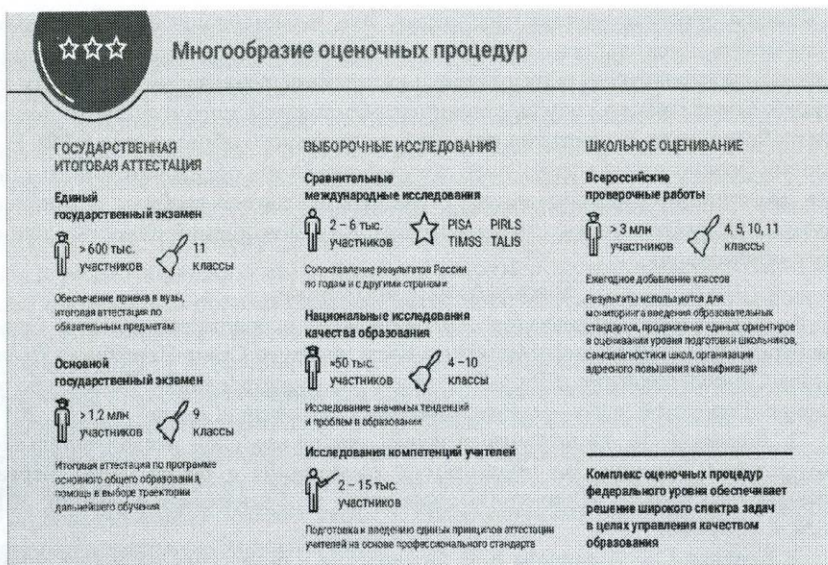 Многообразие оценочных процедур
ГОСУДАРСТВЕННАЯ
ИТОГОВАЯ АТТЕСТАЦИЯ
Единый
государственный экзамен
> 600 тыс.
участников
11
классы
Обеспечение приема в вузы,
итоговая аттестация по
обязательным предметам
Основной
государственный экзамен
> 1,2 млн
участников
9
классы
Итоговая аттестация по программе
основного общего образования,
помощь в выборе траектории
дальнейшего обучения
ВЫБОРОЧНЫЕ ИССЛЕДОВАНИЯ
Сравнительные
международные исследования
2 – 6 тыс.
участников
PISA PIRLS
TIMSS TALIS
Сопоставление результатов России
по годам и с другими странами
Национальные исследования
качества образования
≈50 тыс.
участников
4 –10
классы
Исследование значимых тенденций
и проблем в образовании
Исследования компетенций учителей
2 – 15 тыс.
участников
Подготовка к введению единых принципов аттестации
учителей на основе профессионального стандарта
ШКОЛЬНОЕ ОЦЕНИВАНИЕ
Всероссийские
проверочные работы
> 3 млн
участников
4, 5, 10, 11
классы
Ежегодное добавление классов
Результаты используются для
мониторинга введения образовательных
стандартов, продвижения единых ориентиров
в оценивании уровня подготовки школьников,
самодиагностики школ, организации
адресного повышения квалификации
Комплекс оценочных процедур
федерального уровня обеспечивает
решение широкого спектра задач
в целях управления качеством
образования